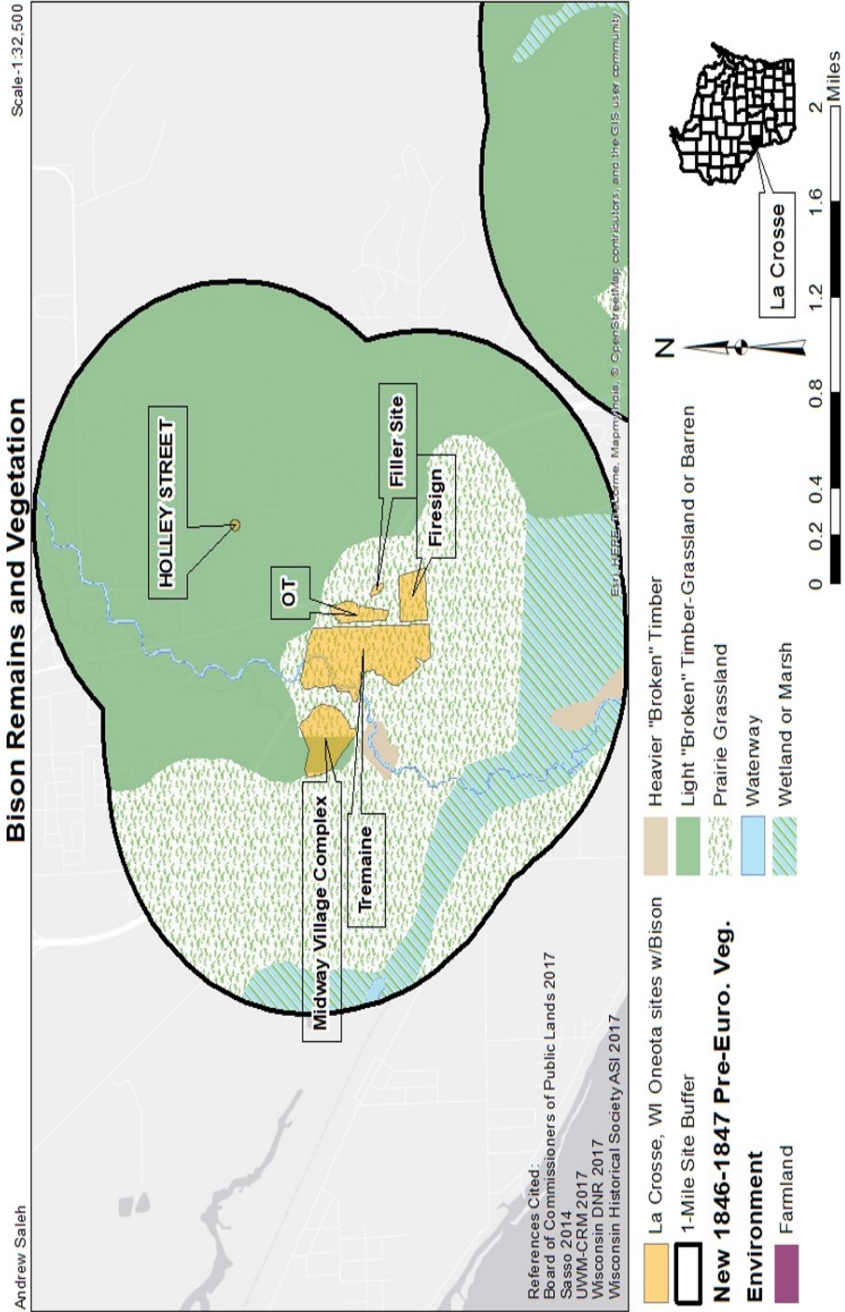 Andrew Saleh
Bison Remains and Vegetation
Scale-1:32,500
HOLLEY STREET
OT
Filler Site
Firesign
Midway Village Complex
Tremaine
References Cited:
Board of Commissioners of Public Lands 2017
Sasso 2014
UWM-CRM 2017
Wisconsin DNR 2017
Wisconsin Historical Society ASI 2017
Esri, HERE, DeLorme, MapmyIndia, © OpenStreetMap contributors, and the GIS user community
La Crosse, WI Oneota sites w/Bison
1-Mile Site Buffer
New 1846-1847 Pre-Euro. Veg.
Environment
Farmland
Heavier "Broken" Timber
Light "Broken" Timber-Grassland or Barren
Prairie Grassland
Waterway
Wetland or Marsh
N
La Crosse
0 0.2 0.4 0.8 1.2 1.6 2
Miles